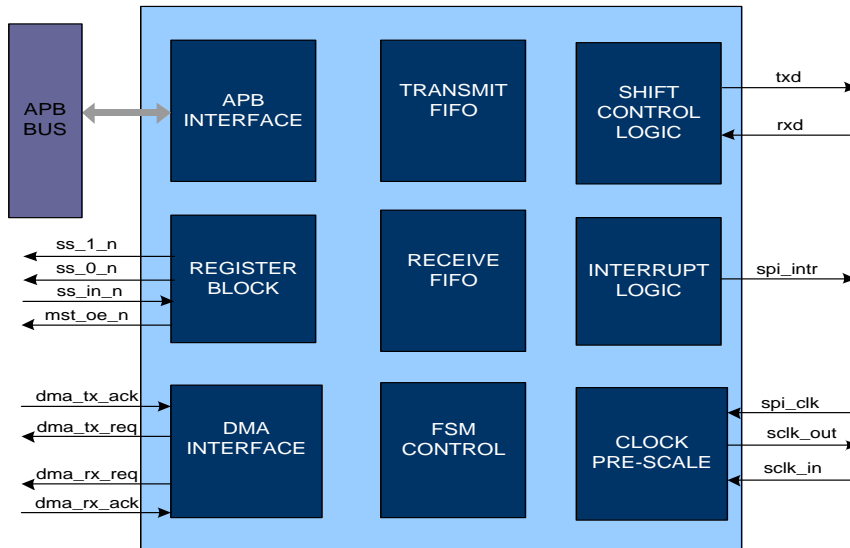 APB
BUS
APB
INTERFACE
TRANSMIT
FIFO
SHIFT
CONTROL
LOGIC
txd
rxd
ss_1_n
ss_0_n
ss_in_n
mst_oe_n
REGISTER
BLOCK
RECEIVE
FIFO
INTERRUPT
LOGIC
spi_intr
dma_tx_ack
dma_tx_req
dma_rx_req
dma_rx_ack
DMA
INTERFACE
FSM
CONTROL
CLOCK
PRE-SCALE
spi_clk
sclk_out
sclk_in